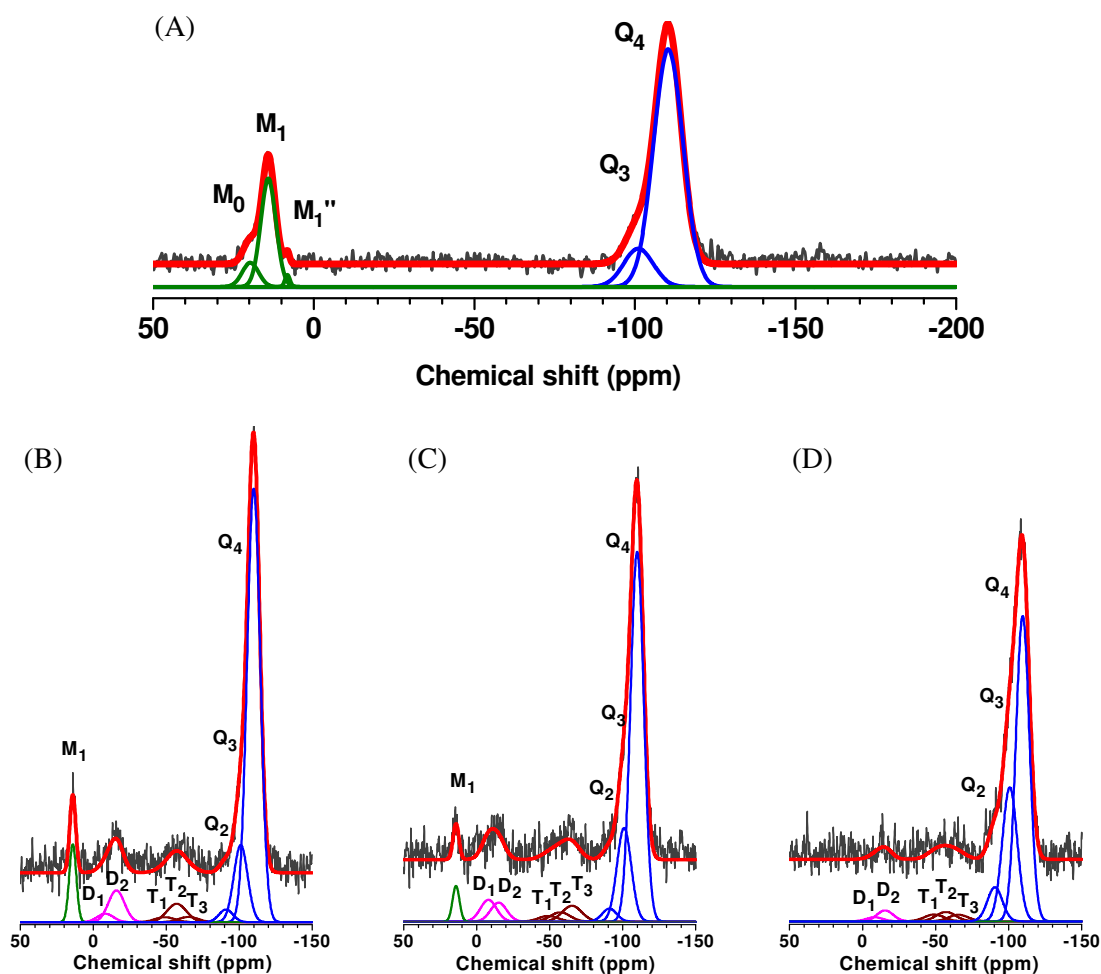 (A)
Q₄
M₁
Q₃
M₀
M₁"
50 0 -50 -100 -150 -200
Chemical shift (ppm)
(B)
Q₄
Q₃
M₁
Q₂
D₁ D₂ T₁ T₂ T₃
50 0 -50 -100 -150
Chemical shift (ppm)
(C)
Q₄
Q₃
Q₂
M₁
D₁ D₂ T₁ T₂ T₃
50 0 -50 -100 -150
Chemical shift (ppm)
(D)
Q₄
Q₃
Q₂
D₁ D₂ T₁ T₂ T₃
50 0 -50 -100 -150
Chemical shift (ppm)